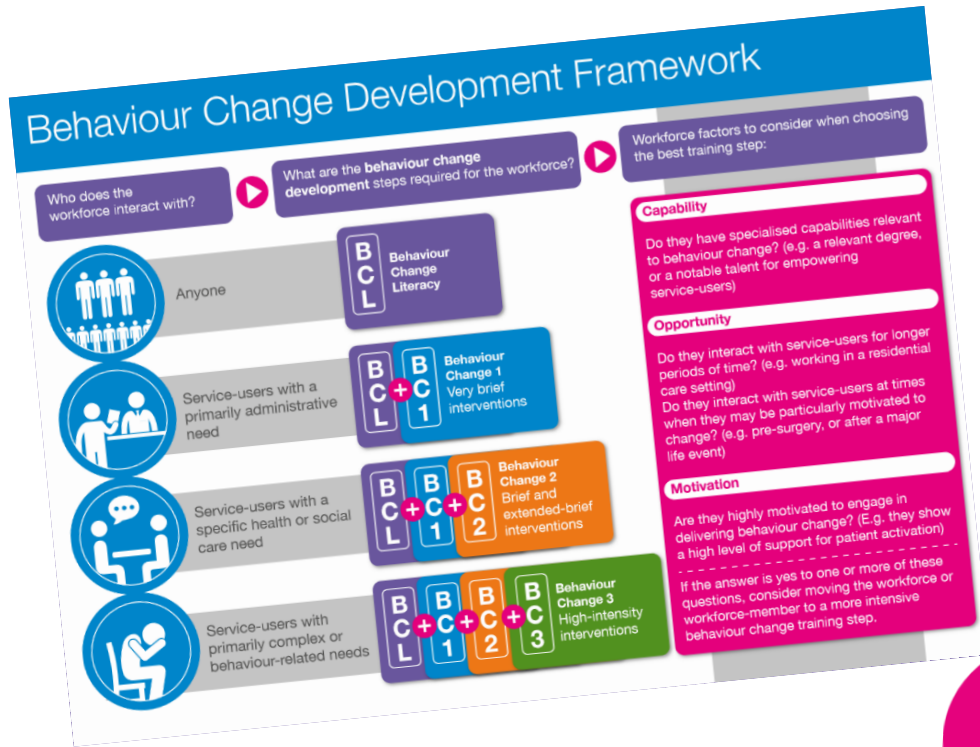 Behaviour Change Development Framework
Who does the
workforce interact with?
What are the behaviour change
development steps required for the workforce?
Workforce factors to consider when choosing
the best training step:
Anyone
B
C
L
Behaviour
Change
Literacy
Service-users with a
primarily administrative
need
B
C
L
+
B
C
1
Behaviour
Change 1
Very brief
interventions
Service-users with a
specific health or social
care need
B
C
L
+
B
C
1
+
B
C
2
Behaviour
Change 2
Brief and
extended-brief
interventions
Service-users with
primarily complex or
behaviour-related needs
B
C
L
+
B
C
1
+
B
C
2
+
B
C
3
Behaviour
Change 3
High-intensity
interventions
Capability
Do they have specialised capabilities relevant
to behaviour change? (e.g. a relevant degree,
or a notable talent for empowering
service-users)
Opportunity
Do they interact with service-users for longer
periods of time? (e.g. working in a residential
care setting)
Do they interact with service-users at times
when they may be particularly motivated to
change? (e.g. pre-surgery, or after a major
life event)
Motivation
Are they highly motivated to engage in
delivering behaviour change? (E.g. they show
a high level of support for patient activation)
If the answer is yes to one or more of these
questions, consider moving the workforce or
workforce-member to a more intensive
behaviour change training step.